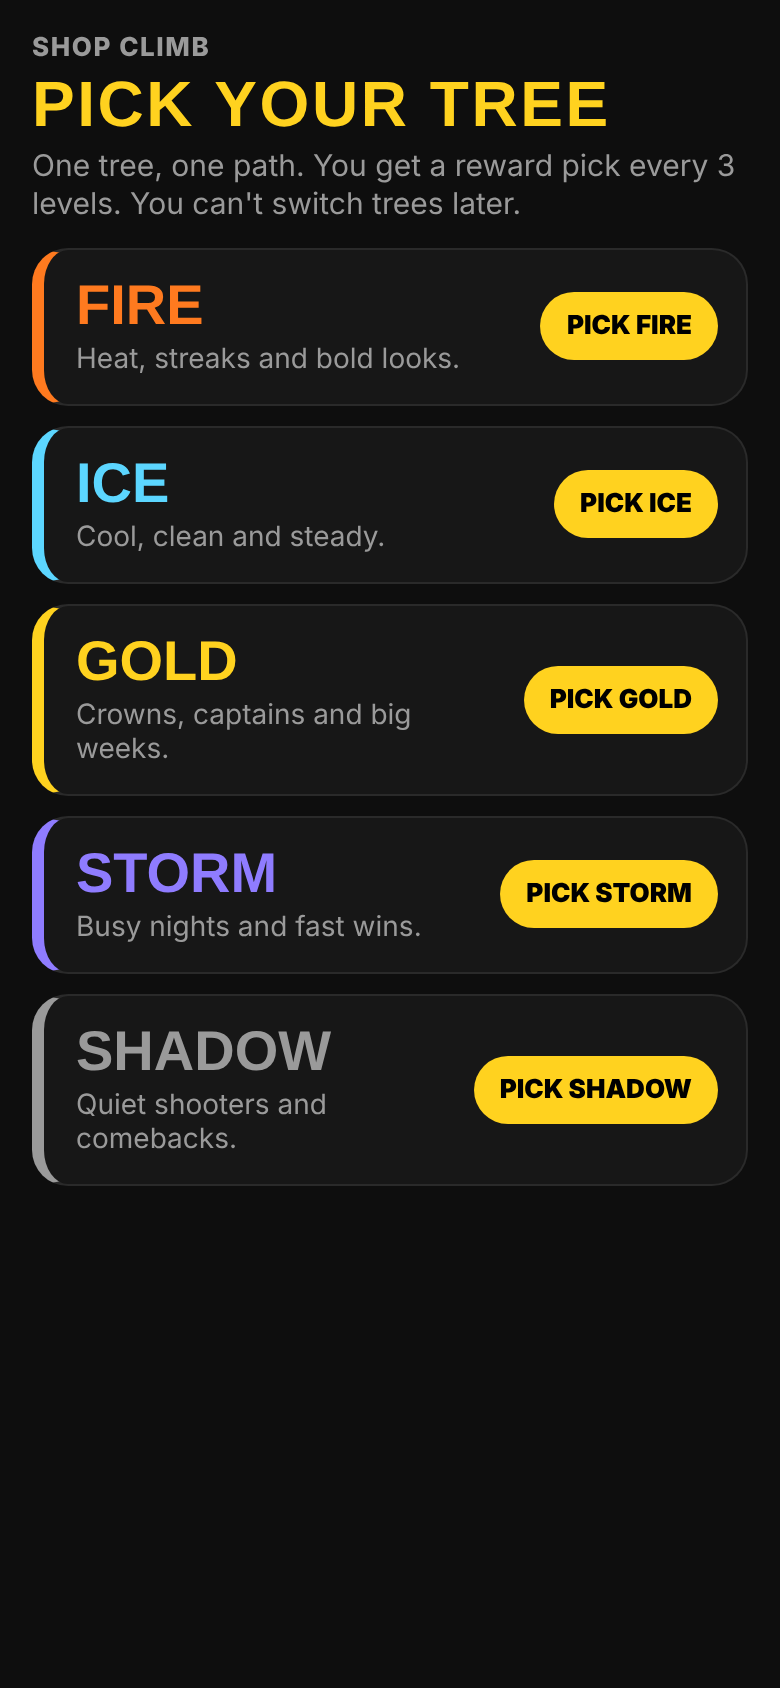 SHOP CLIMB
PICK YOUR TREE
One tree, one path. You get a reward pick every 3
levels. You can't switch trees later.
FIRE
Heat, streaks and bold looks.
PICK FIRE
ICE
Cool, clean and steady.
PICK ICE
GOLD
Crowns, captains and big
weeks.
PICK GOLD
STORM
Busy nights and fast wins.
PICK STORM
SHADOW
Quiet shooters and
comebacks.
PICK SHADOW